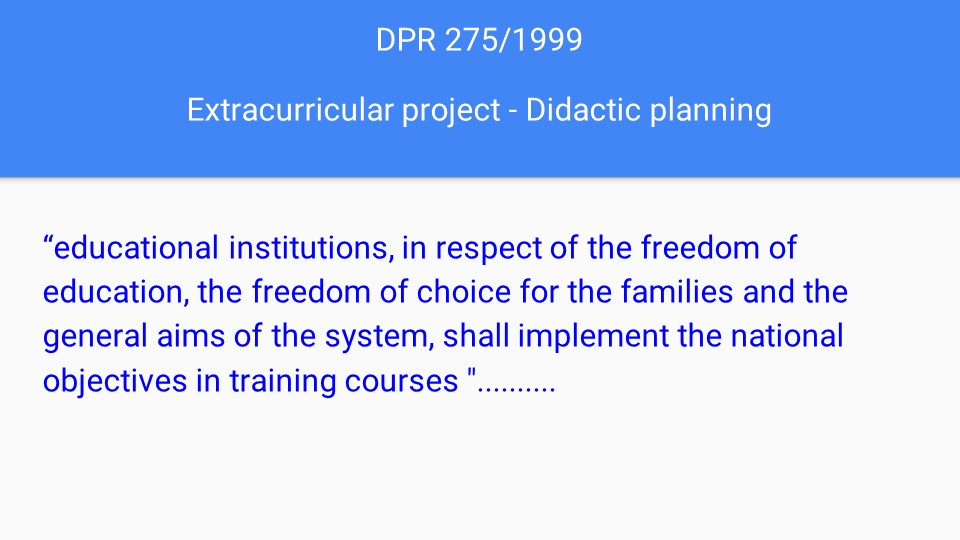 DPR 275/1999
Extracurricular project - Didactic planning
“educational institutions, in respect of the freedom of
education, the freedom of choice for the families and the
general aims of the system, shall implement the national
objectives in training courses "..........